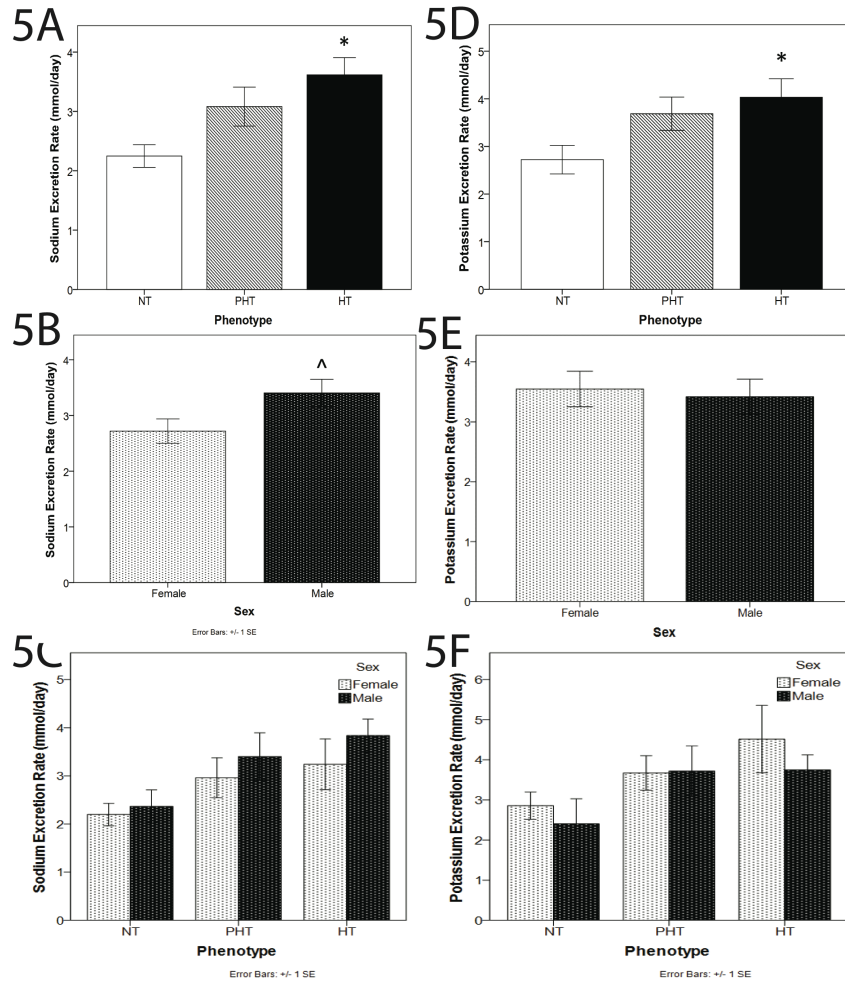 5A
Sodium Excretion Rate (mmol/day)
4
3
2
1
0
*
NT PHT HT
Phenotype
5D
Potassium Excretion Rate (mmol/day)
5
4
3
2
1
0
*
NT PHT HT
Phenotype
5B
Sodium Excretion Rate (mmol/day)
4
3
2
1
0
^
Female Male
Sex
Error Bars: +/- 1 SE
5E
Potassium Excretion Rate (mmol/day)
4
3
2
1
0
Female Male
Sex
5C
Sodium Excretion Rate (mmol/day)
5
4
3
2
1
0
Sex
Female
Male
NT PHT HT
Phenotype
Error Bars: +/- 1 SE
5F
Potassium Excretion Rate (mmol/day)
6
5
4
3
2
1
0
Sex
Female
Male
NT PHT HT
Phenotype
Error Bars: +/- 1 SE